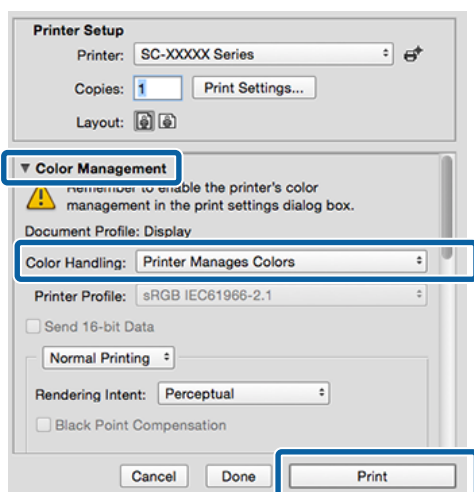 Printer Setup
Printer: SC-XXXXX Series
Copies: 1 Print Settings...
Layout:
▼ Color Management
Remember to enable the printer's color
management in the print settings dialog box.
Document Profile: Display
Color Handling: Printer Manages Colors
Printer Profile: sRGB IEC61966-2.1
Send 16-bit Data
Normal Printing
Rendering Intent: Perceptual
Black Point Compensation
Cancel Done Print